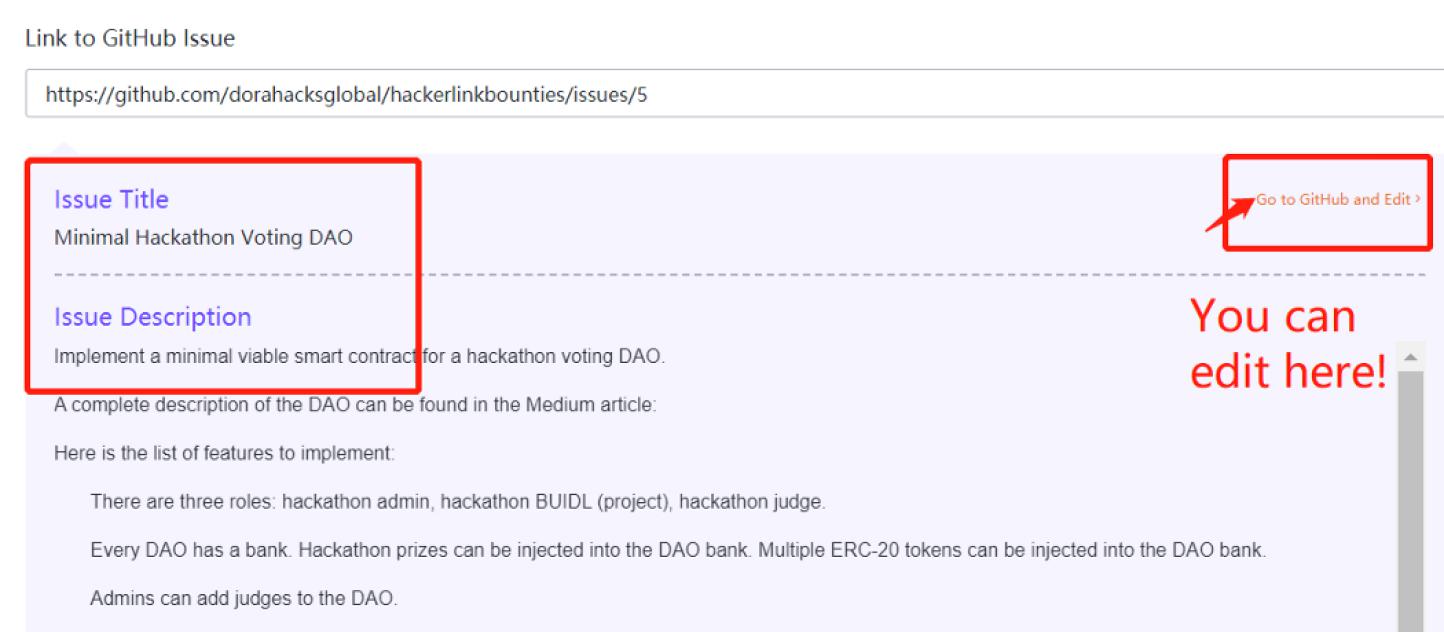 Link to GitHub Issue
https://github.com/dorahacksglobal/hackerlinkbounties/issues/5
Issue Title
Go to GitHub and Edit ›
Minimal Hackathon Voting DAO
Issue Description
You can
edit here!
Implement a minimal viable smart contract for a hackathon voting DAO.
A complete description of the DAO can be found in the Medium article:
Here is the list of features to implement:
There are three roles: hackathon admin, hackathon BUIDL (project), hackathon judge.
Every DAO has a bank. Hackathon prizes can be injected into the DAO bank. Multiple ERC-20 tokens can be injected into the DAO bank.
Admins can add judges to the DAO.